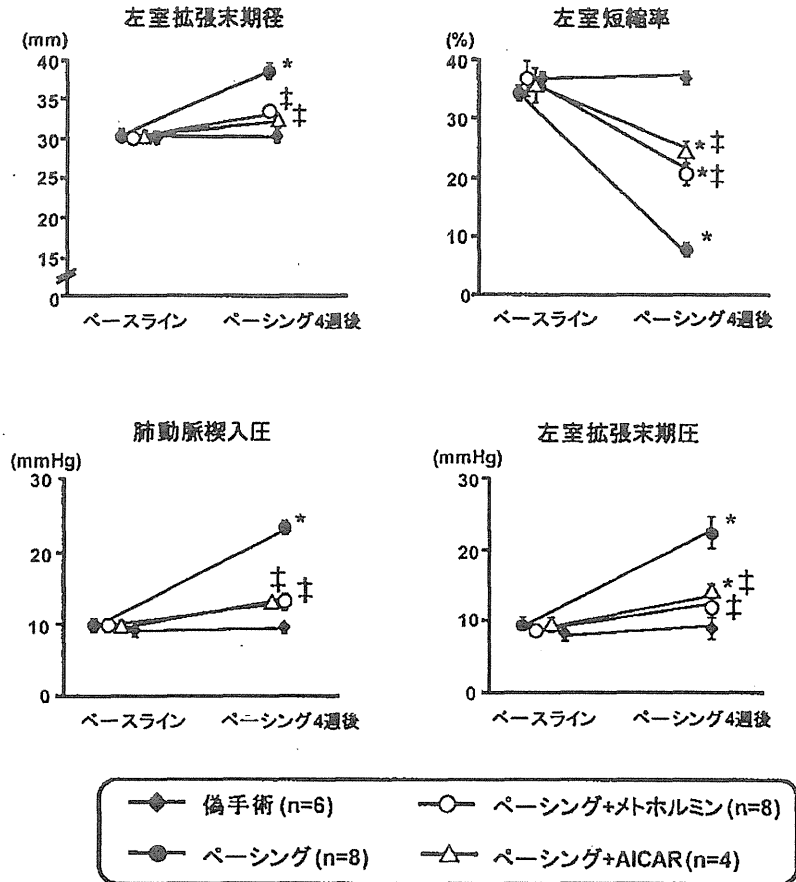 左室拡張末期径
(mm)
40
35
30
25
20
15
0
*
‡
‡
ベースライン
ペーシング4週後
左室短縮率
(%)
40
30
20
10
0
*‡
*‡
*
ベースライン
ペーシング4週後
肺動脈楔入圧
(mmHg)
30
20
10
0
*
‡
‡
ベースライン
ペーシング4週後
左室拡張末期圧
(mmHg)
30
20
10
0
*
*‡
‡
ベースライン
ペーシング4週後
偽手術(n=6)
ペーシング+メトホルミン(n=8)
ペーシング(n=8)
ペーシング+AICAR(n=4)